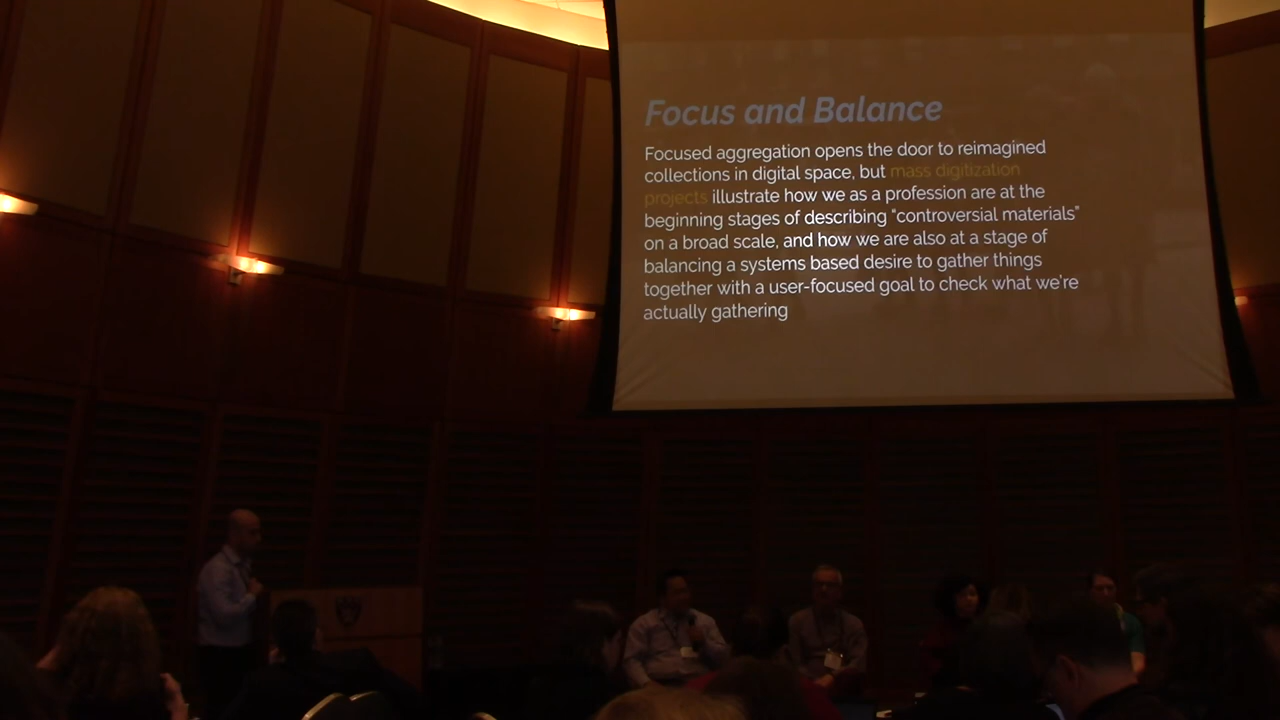 Focus and Balance
Focused aggregation opens the door to reimagined
collections in digital space, but mass digitization
projects illustrate how we as a profession are at the
beginning stages of describing “controversial materials”
on a broad scale, and how we are also at a stage of
balancing a systems based desire to gather things
together with a user-focused goal to check what we're
actually gathering